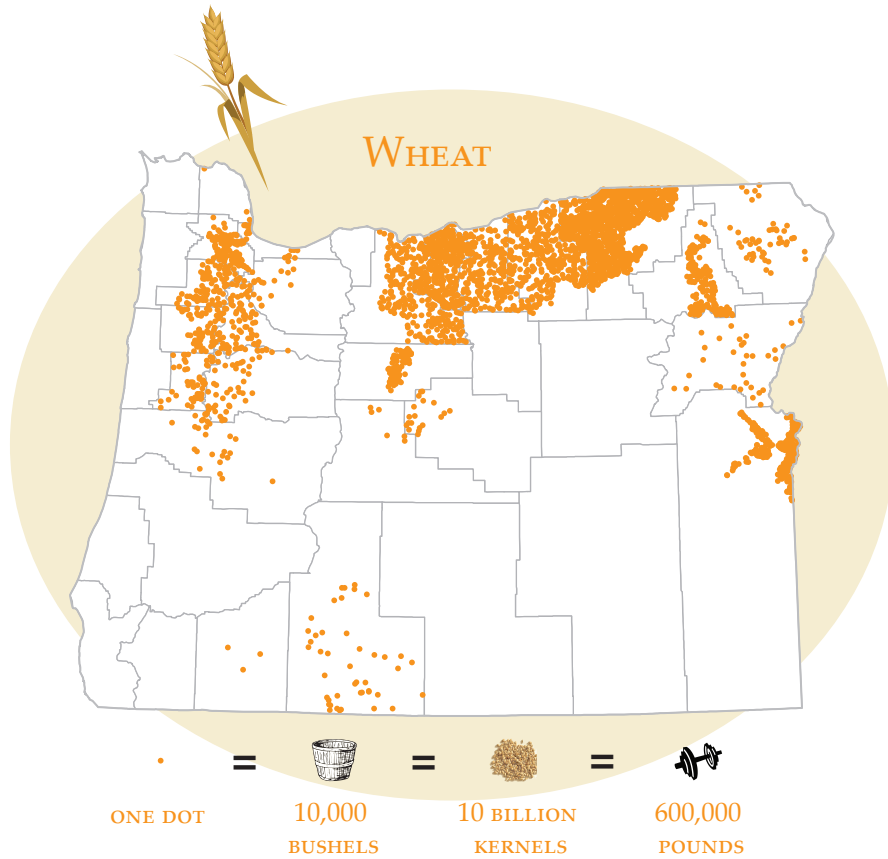 Wheat
=
=
=
one dot
10,000
bushels
10 billion
kernels
600,000
pounds